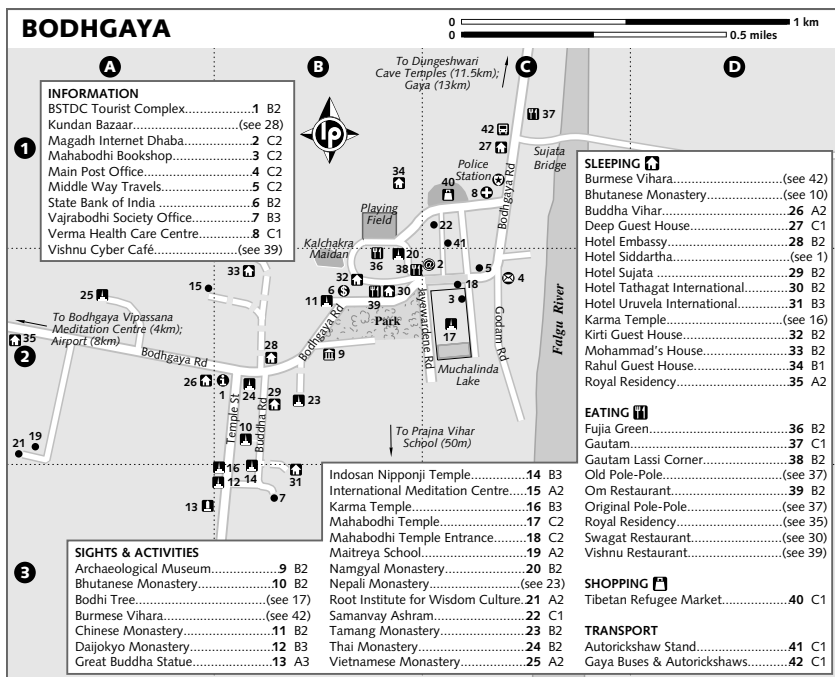 BODHGAYA
0 1 km
0 0.5 miles
A
B
C
D
1
2
3
To Dungeshwari
Cave Temples (11.5km);
Gaya (13km)
INFORMATION
BSTDC Tourist Complex.....................1 B2
Kundan Bazaar.........................(see 28)
Magadh Internet Dhaba...................2 C2
Mahabodhi Bookshop......................3 C2
Main Post Office..............................4 C2
Middle Way Travels.........................5 C2
State Bank of India ..........................6 B2
Vajrabodhi Society Office................7 B3
Verma Health Care Centre..............8 C1
Vishnu Cyber Café......................(see 39)
lp
37
42
27
Sujata
Bridge
Police
Station
8
40
34
Bodhgaya Rd
Playing
Field
22
41
Kalchakra
Maidan
36
20
38
2
5
4
33
32
6
11
39
30
18
3
17
Park
Jayewardene Rd
Godam Rd
Falgu River
Muchalinda
Lake
15
25
To Bodhgaya Vipassana
Meditation Centre (4km);
Airport (8km)
35
Bodhgaya Rd
Bodhgaya Rd
28
9
26
1
24
29
23
Temple St
Buddha Rd
10
21
19
To Prajna Vihar
School (50m)
16
12
14
31
13
7
SLEEPING
Burmese Vihara.........................(see 42)
Bhutanese Monastery................(see 10)
Buddha Vihar..............................26 A2
Deep Guest House......................27 C1
Hotel Embassy............................28 B2
Hotel Siddartha...........................(see 1)
Hotel Sujata................................29 B2
Hotel Tathagat International.......30 B2
Hotel Uruvela International.........31 B3
Karma Temple..........................(see 16)
Kirti Guest House........................32 B2
Mohammad's House....................33 B2
Rahul Guest House......................34 B1
Royal Residency..........................35 A2
EATING
Fujia Green.................................36 B2
Gautam......................................37 C1
Gautam Lassi Corner...................38 B2
Old Pole-Pole............................(see 37)
Om Restaurant............................39 B2
Original Pole-Pole.....................(see 37)
Royal Residency........................(see 35)
Swagat Restaurant....................(see 30)
Vishnu Restaurant.....................(see 39)
SHOPPING
Tibetan Refugee Market..............40 C1
TRANSPORT
Autorickshaw Stand....................41 C1
Gaya Buses & Autorickshaws.......42 C1
SIGHTS & ACTIVITIES
Archaeological Museum.................9 B2
Bhutanese Monastery..................10 B2
Bodhi Tree................................(see 17)
Burmese Vihara.........................(see 42)
Chinese Monastery......................11 B2
Daijokyo Monastery....................12 B3
Great Buddha Statue...................13 A3
Indosan Nipponji Temple.............14 B3
International Meditation Centre...15 A2
Karma Temple.............................16 B3
Mahabodhi Temple......................17 C2
Mahabodhi Temple Entrance.......18 C2
Maitreya School..........................19 A2
Namgyal Monastery....................20 B2
Nepali Monastery......................(see 23)
Root Institute for Wisdom Culture.21 A2
Samanvay Ashram.......................22 C1
Tamang Monastery......................23 B2
Thai Monastery...........................24 B2
Vietnamese Monastery................25 A2